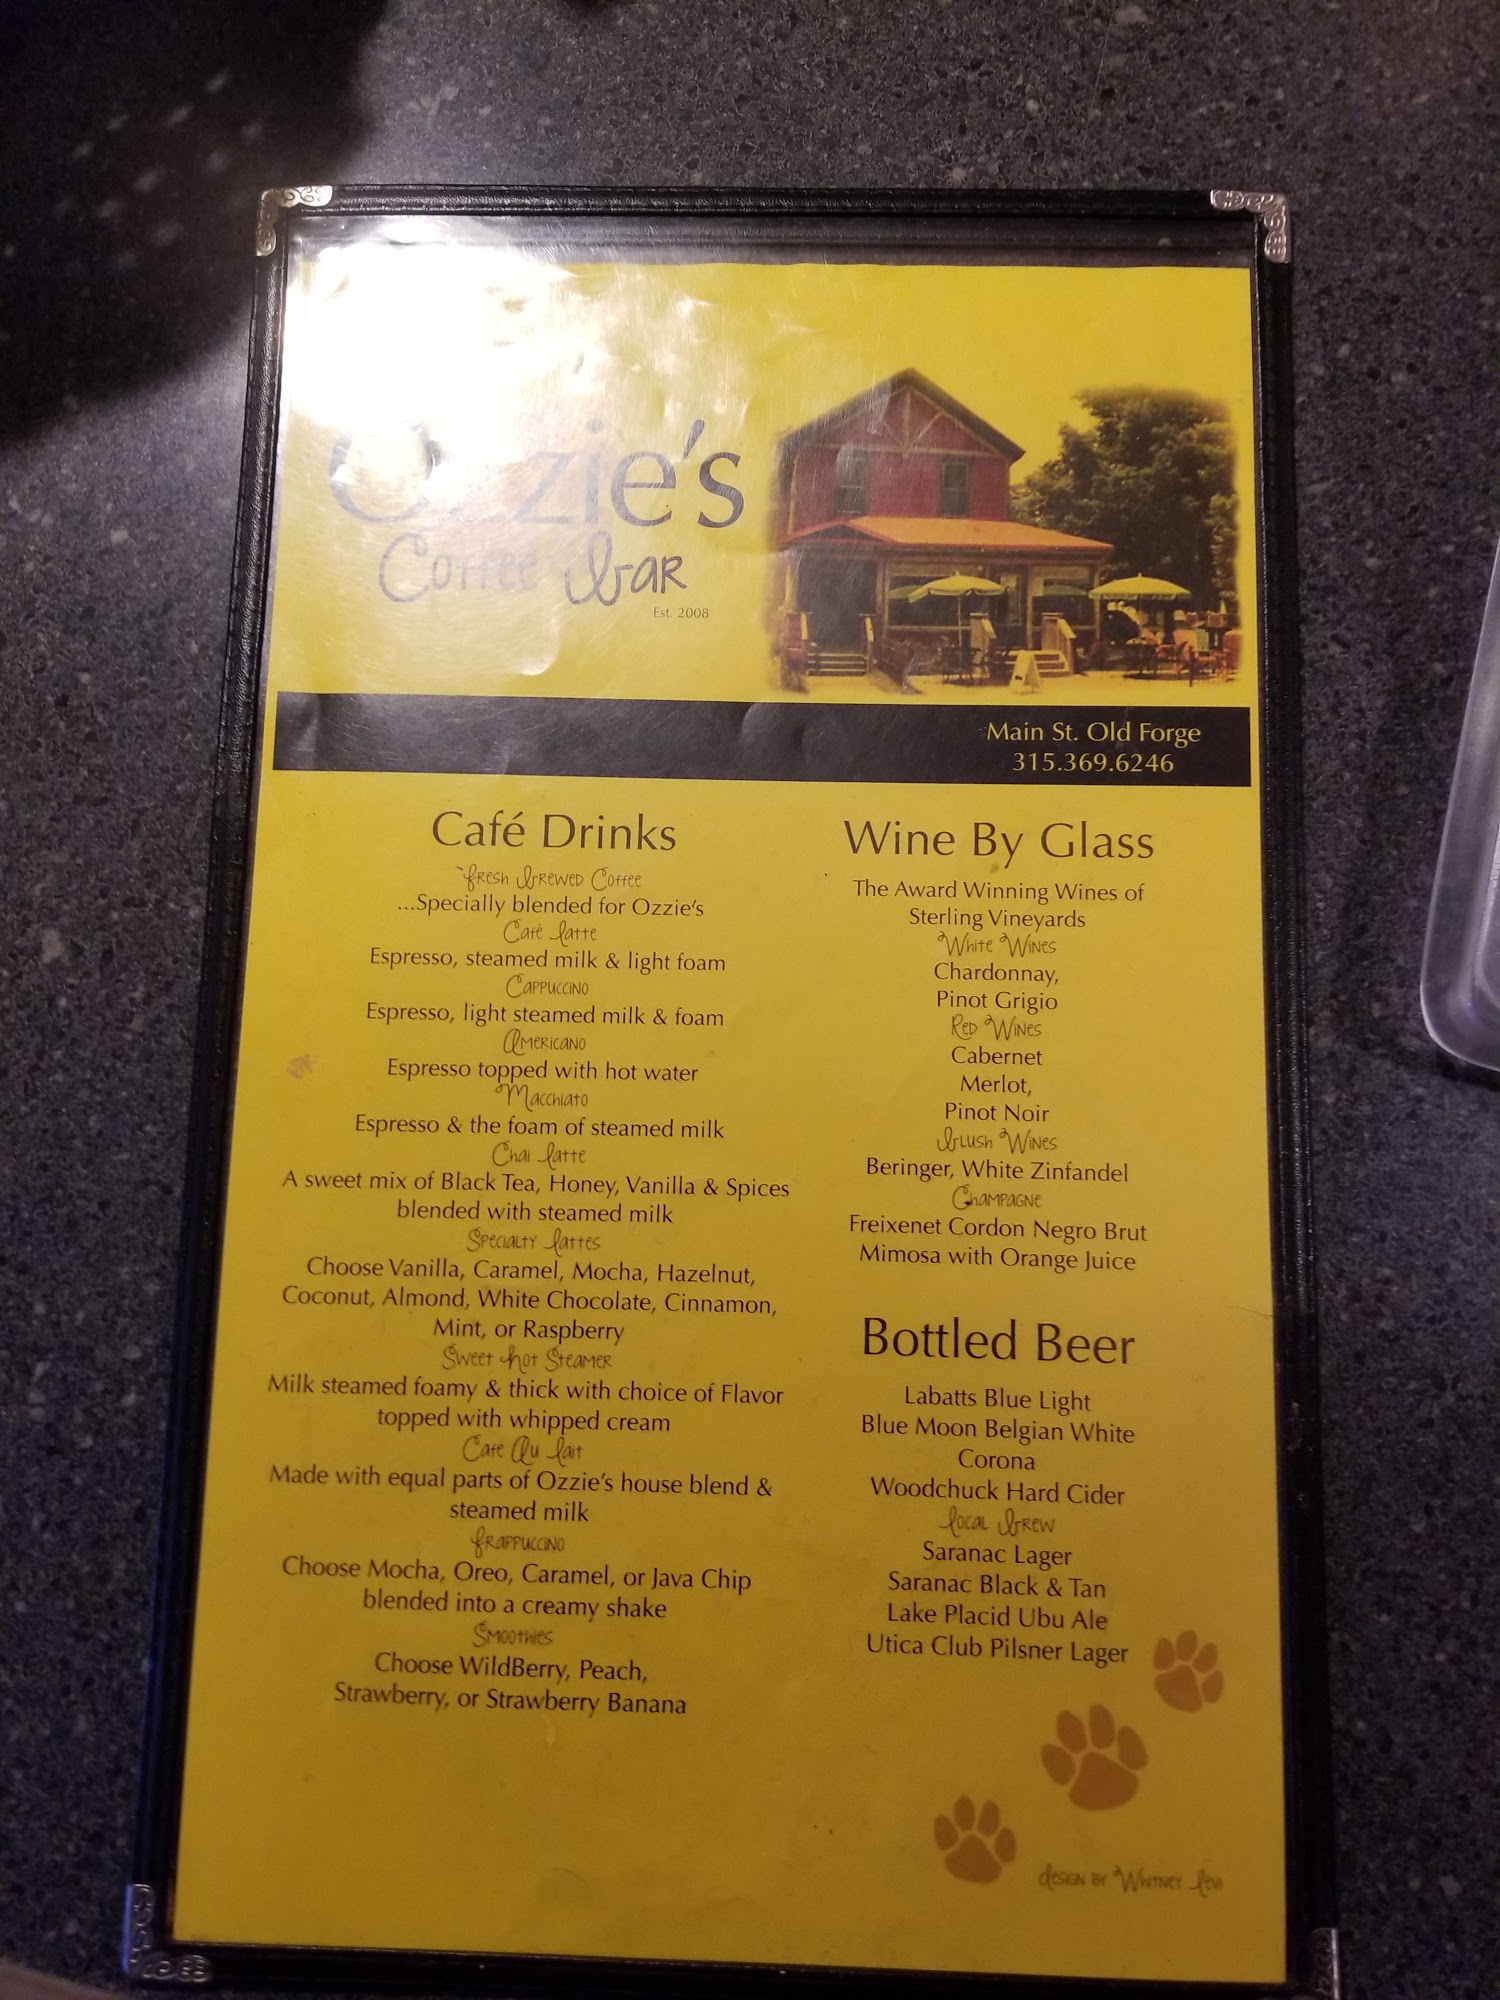 Ozzie's
Coffee Bar
Est. 2008
Main St. Old Forge
315.369.6246
Café Drinks
Fresh Brewed Coffee
...Specially blended for Ozzie's
Café Latte
Espresso, steamed milk & light foam
Cappuccino
Espresso, light steamed milk & foam
Americano
Espresso topped with hot water
Macchiato
Espresso & the foam of steamed milk
Chai Latte
A sweet mix of Black Tea, Honey, Vanilla & Spices
blended with steamed milk
Specialty Lattes
Choose Vanilla, Caramel, Mocha, Hazelnut,
Coconut, Almond, White Chocolate, Cinnamon,
Mint, or Raspberry
Sweet Hot Steamer
Milk steamed foamy & thick with choice of Flavor
topped with whipped cream
Cafe Au Lait
Made with equal parts of Ozzie's house blend &
steamed milk
Frappuccino
Choose Mocha, Oreo, Caramel, or Java Chip
blended into a creamy shake
Smoothies
Choose WildBerry, Peach,
Strawberry, or Strawberry Banana
Wine By Glass
The Award Winning Wines of
Sterling Vineyards
White Wines
Chardonnay,
Pinot Grigio
Red Wines
Cabernet
Merlot,
Pinot Noir
Blush Wines
Beringer, White Zinfandel
Champagne
Freixenet Cordon Negro Brut
Mimosa with Orange Juice
Bottled Beer
Labatts Blue Light
Blue Moon Belgian White
Corona
Woodchuck Hard Cider
Local Brew
Saranac Lager
Saranac Black & Tan
Lake Placid Ubu Ale
Utica Club Pilsner Lager
design by Whitney Levi